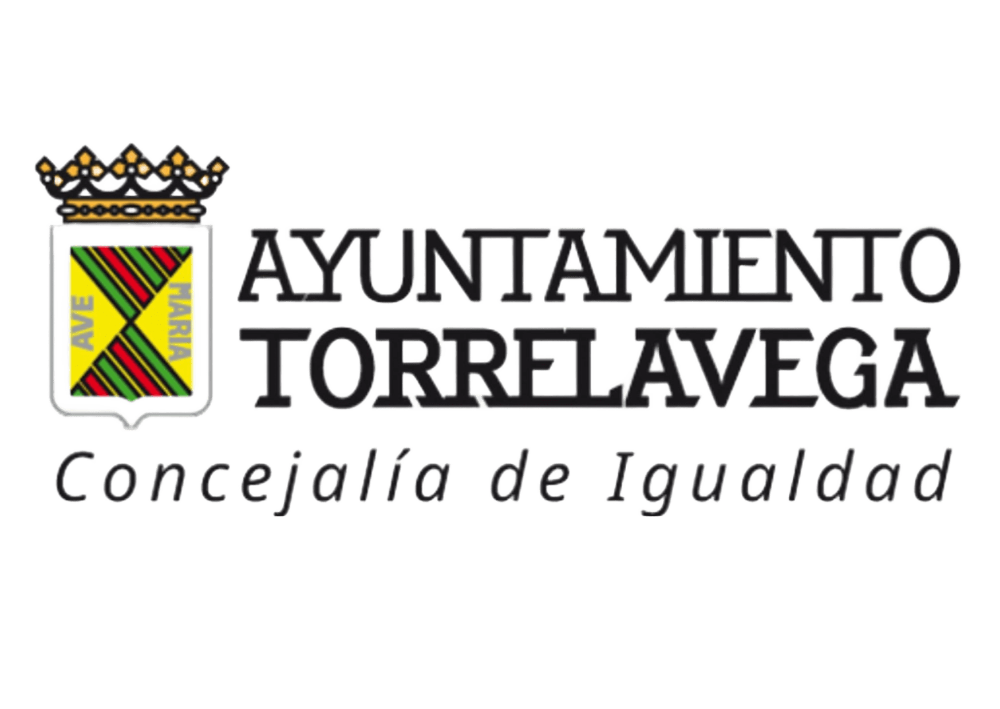 AVE
MARIA
AYUNTAMIENTO
TORRELAVEGA
Concejalía de Igualdad